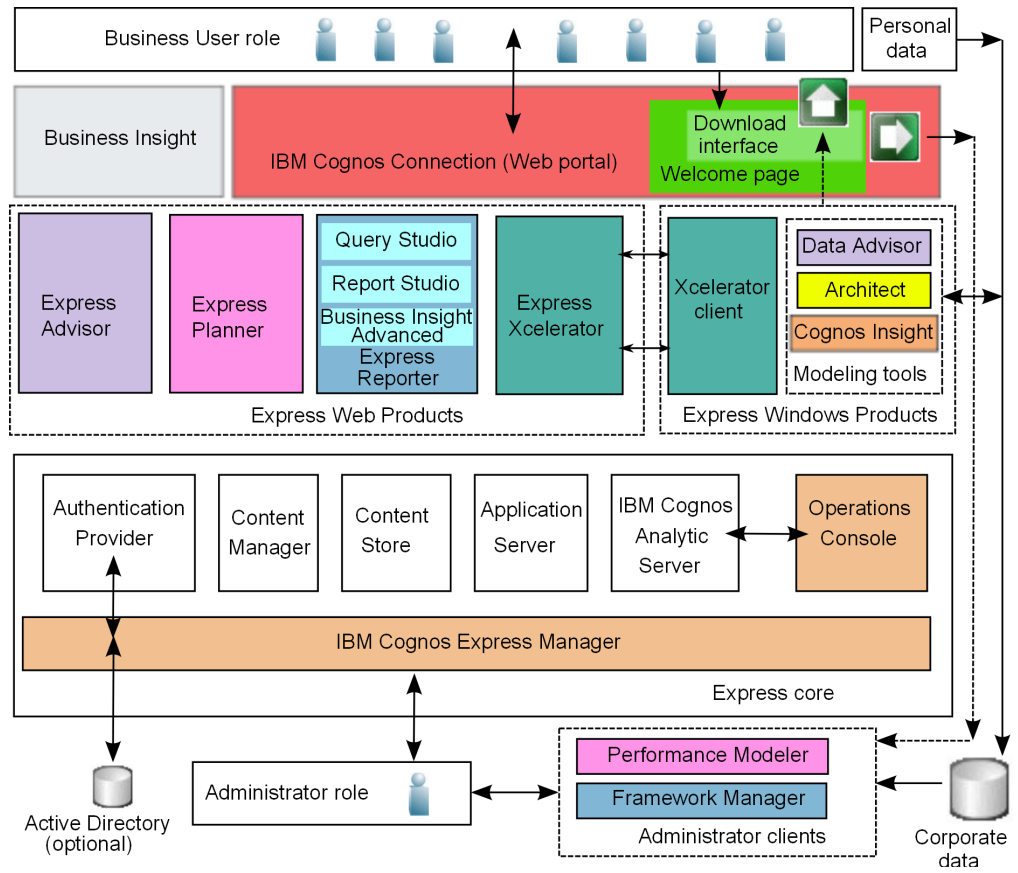 Business User role
Personal
data
Business Insight
IBM Cognos Connection (Web portal)
Download
interface
Welcome page
Express
Advisor
Express
Planner
Query Studio
Report Studio
Business Insight
Advanced
Express
Reporter
Express
Xcelerator
Express Web Products
Xcelerator
client
Data Advisor
Architect
Cognos Insight
Modeling tools
Express Windows Products
Authentication
Provider
Content
Manager
Content
Store
Application
Server
IBM Cognos
Analytic
Server
Operations
Console
IBM Cognos Express Manager
Express core
Active Directory
(optional)
Administrator role
Performance Modeler
Framework Manager
Administrator clients
Corporate
data